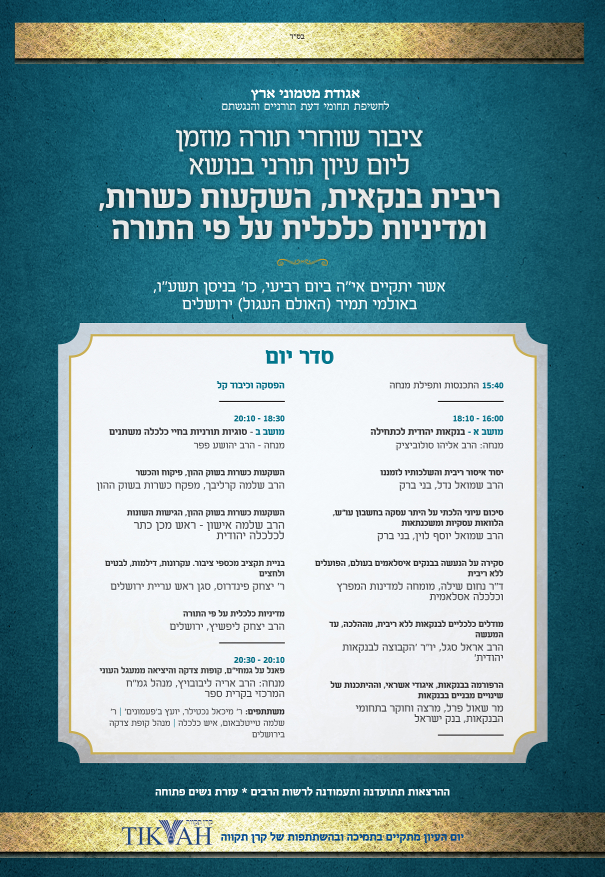 בס"ד
אגודת מטמוני ארץ
לחשיפת תחומי דעת תורניים והנגשתם
ציבור שוחרי תורה מוזמן
ליום עיון תורני בנושא
ריבית בנקאית, השקעות כשרות,
ומדיניות כלכלית על פי התורה
אשר יתקיים אי"ה ביום רביעי, כו' בניסן תשע"ו,
באולמי תמיר (האולם העגול) ירושלים
סדר יום
15:40 התכנסות ותפילת מנחה
16:00 - 18:10
מושב א - בנקאות יהודית לכתחילה
מנחה: הרב אליהו סולוביציק
יסוד איסור ריבית והשלכותיו לזמננו
הרב שמואל נדל, בני ברק
סיכום עיוני הלכתי על היתר עסקה בחשבון עו"ש,
הלוואות עסקיות ומשכנתאות
הרב שמואל יוסף לוין, בני ברק
סקירה על הנעשה בבנקים איסלאמים בעולם, הפועלים
ללא ריבית
ד"ר נחום שילה, מומחה למדינות המפרץ
וכלכלה אסלאמית
מודלים כלכליים לבנקאות ללא ריבית, מההלכה, עד
המעשה
הרב אראל סגל, יו"ר 'הקבוצה לבנקאות
יהודית'
הרפורמה בבנקאות, איגודי אשראי, וההיתכנות של
שינויים מבניים בבנקאות
מר שאול פרל, מרצה וחוקר בתחומי
הבנקאות, בנק ישראל
הפסקה וכיבוד קל
18:30 - 20:10
מושב ב - סוגיות תורניות בחיי כלכלה משתנים
מנחה - הרב יהושע פפר
השקעות כשרות בשוק ההון, פיקוח והכשר
הרב שלמה קרליבך, מפקח כשרות בשוק ההון
השקעות כשרות בשוק ההון, הגישות השונות
הרב שלמה אישון - ראש מכן כתר
לכלכלה יהודית
בניית תקציב מכספי ציבור. עקרונות, דילמות, לבטים
ולחצים
ר' יצחק פינדרוס, סגן ראש עריית ירושלים
מדיניות כלכלית על פי התורה
הרב יצחק ליפשיץ, ירושלים
20:10 - 20:30
פאנל על גמחי"ם, קופות צדקה והיציאה ממעגל העוני
מנחה: הרב אריה ליבוביץ, מנהל גמ"ח
המרכזי בקרית ספר
משתתפים: ר' מיכאל נכטילר, יועץ ב'פעמונים' | ר'
שלמה טייטלבאום, איש כלכלה | מנהל קופת צדקה
בירושלים
ההרצאות תתועדנה ותעמודנה לרשות הרבים * עזרת נשים פתוחה
יום העיון מתקיים בתמיכה ובהשתתפות של קרן תקווה
קרן תקווה
TIKVAH